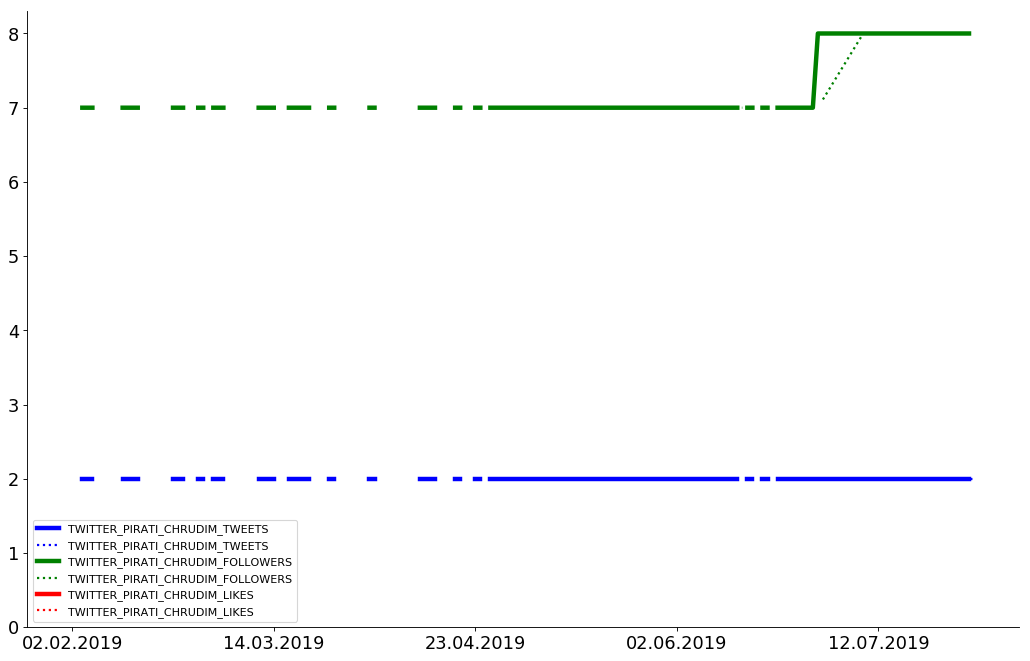 8
7
6
5
4
3
2
1
0
TWITTER_PIRATI_CHRUDIM_TWEETS
TWITTER_PIRATI_CHRUDIM_TWEETS
TWITTER_PIRATI_CHRUDIM_FOLLOWERS
TWITTER_PIRATI_CHRUDIM_FOLLOWERS
TWITTER_PIRATI_CHRUDIM_LIKES
TWITTER_PIRATI_CHRUDIM_LIKES
02.02.2019 14.03.2019 23.04.2019 02.06.2019 12.07.2019